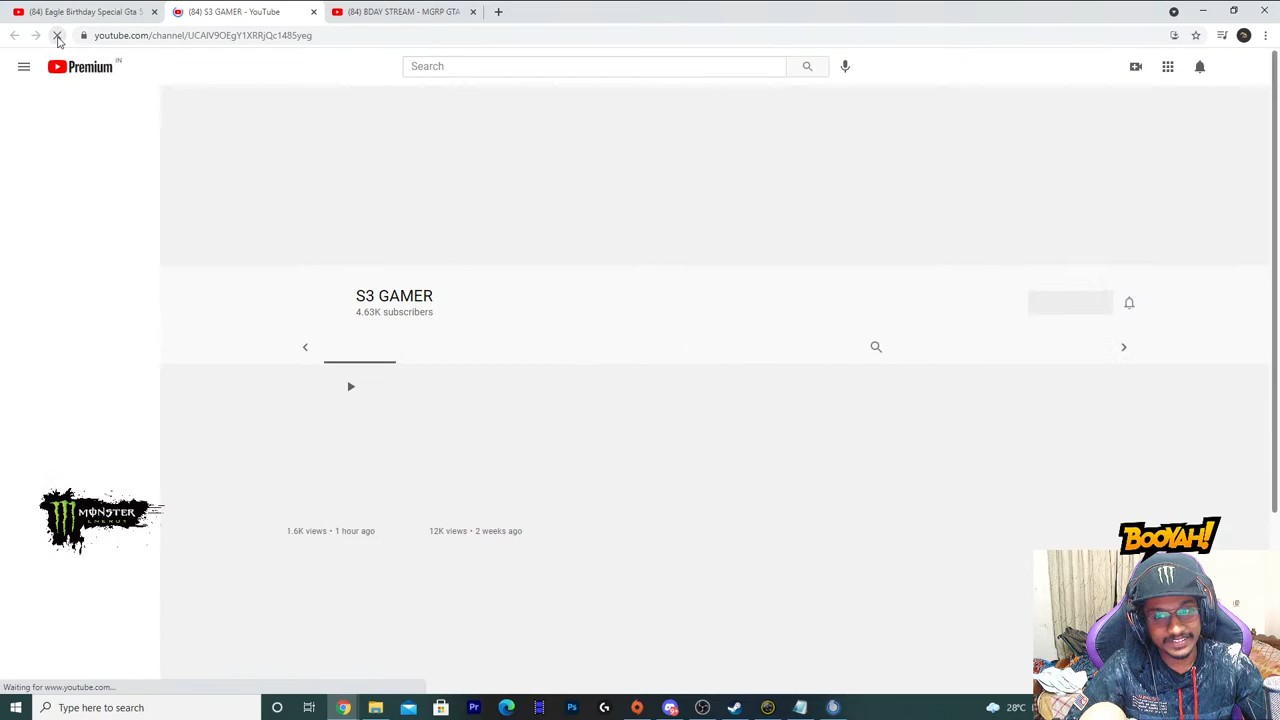 (84) Eagle Birthday Special Gta 5
(84) S3 GAMER - YouTube
(84) BDAY STREAM - MGRP GTA
youtube.com/channel/UCAlV9OEgY1XRRjQc1485yeg
Premium
IN
Search
S3 GAMER
4.63K subscribers
1.6K views • 1 hour ago
12K views • 2 weeks ago
MONSTER
ENERGY
BOOYAH!
Waiting for www.youtube.com...
Type here to search
Pr
Ps
28°C